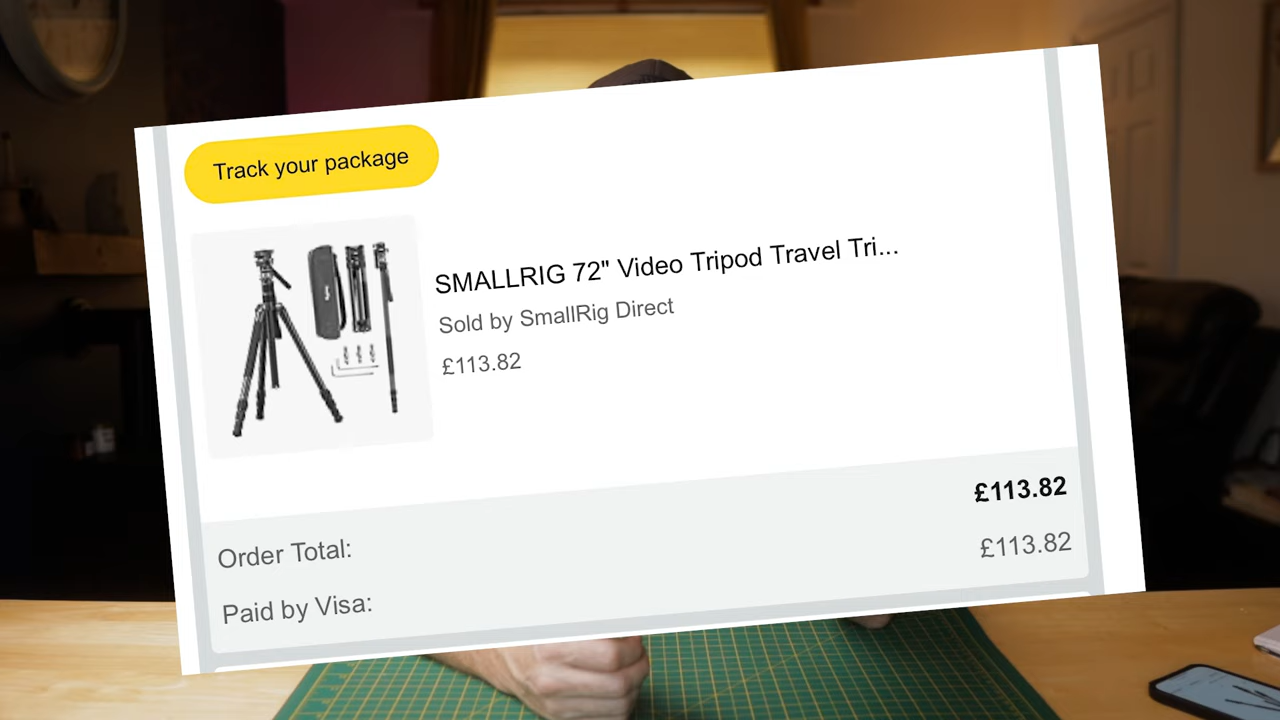 Track your package
SMALLRIG 72" Video Tripod Travel Tri...
Sold by SmallRig Direct
£113.82
Order Total: £113.82
Paid by Visa: £113.82